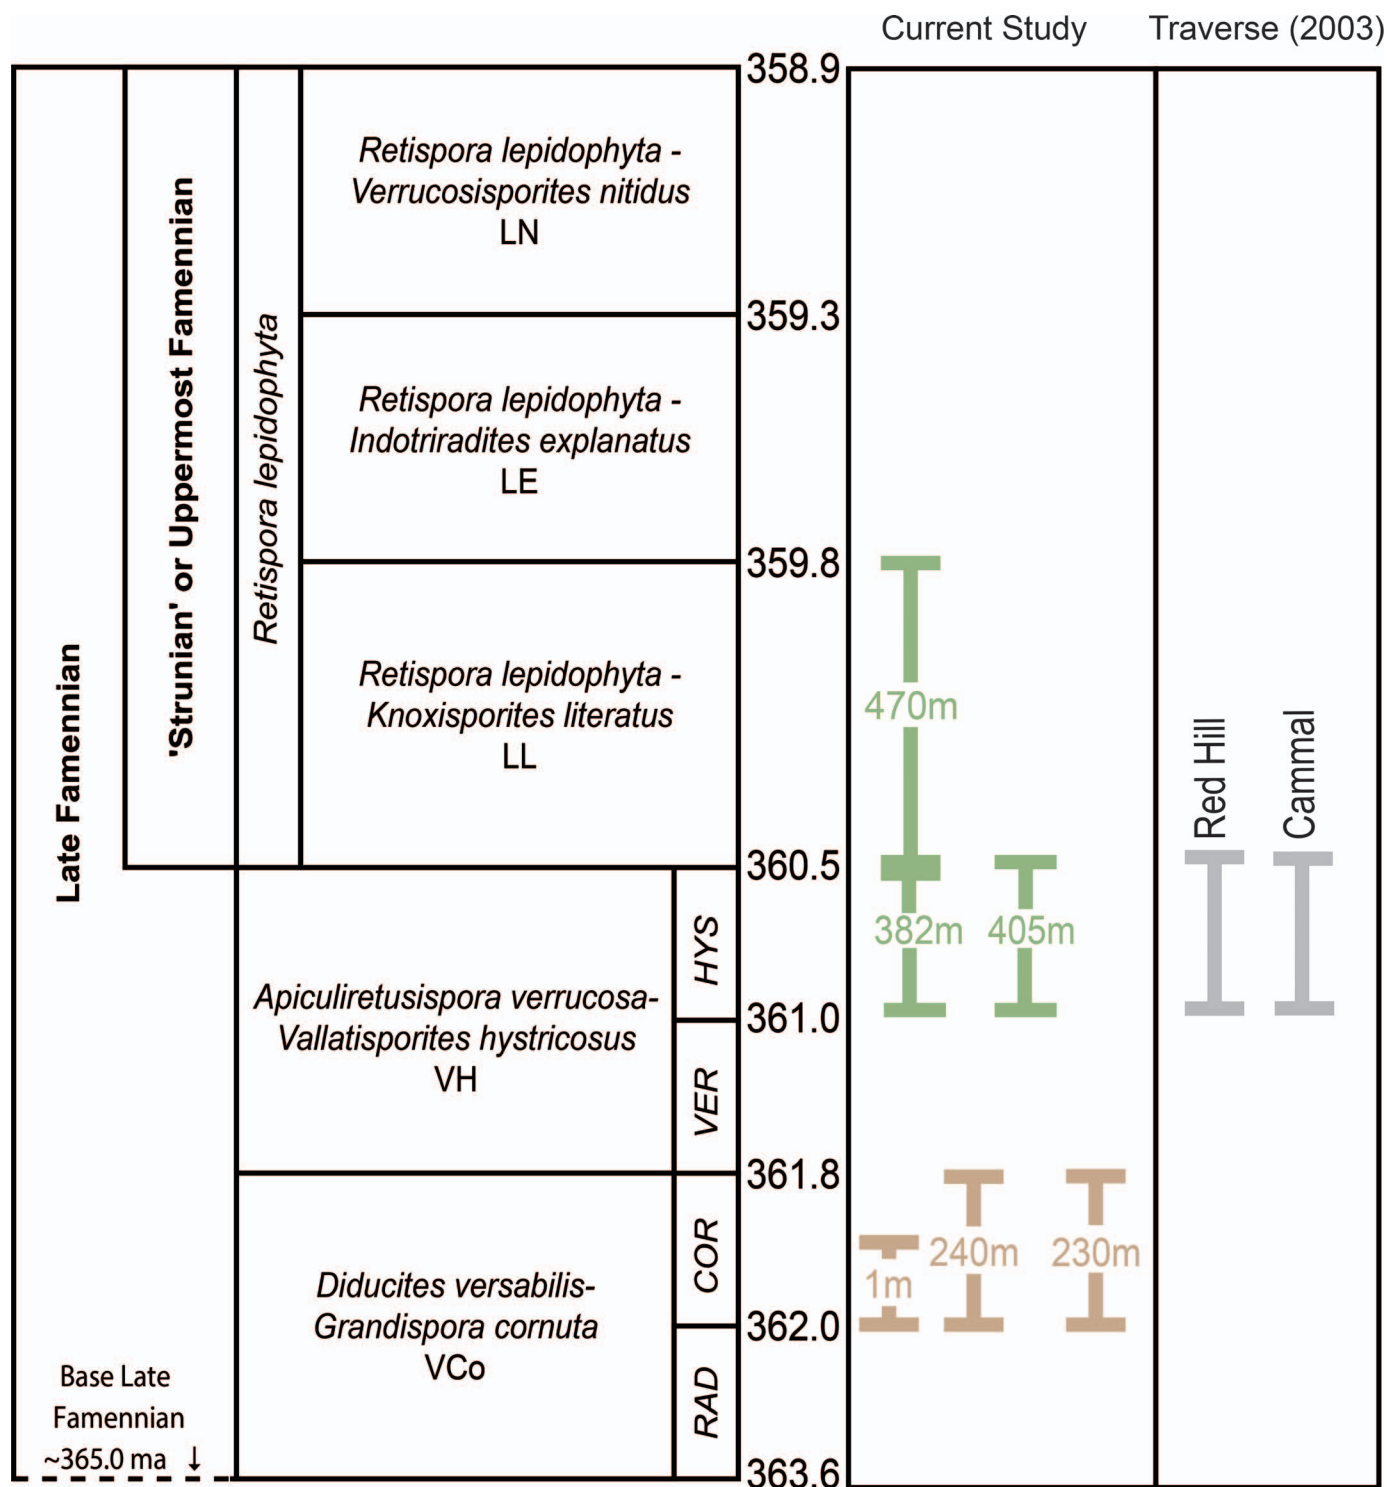 Current Study
Traverse (2003)
Late Famennian
'Strunian' or Uppermost Famennian
Retispora lepidophyta
Retispora lepidophyta -
Verrucosisporites nitidus
LN
Retispora lepidophyta -
Indotriradites explanatus
LE
Retispora lepidophyta -
Knoxisporites literatus
LL
Apiculiretusispora verrucosa-
Vallatisporites hystricosus
VH
Diducites versabilis-
Grandispora cornuta
VCo
HYS
VER
COR
RAD
Base Late
Famennian
~365.0 ma ↓
358.9
359.3
359.8
360.5
361.0
361.8
362.0
363.6
470m
382m
405m
1m
240m
230m
Red Hill
Cammal